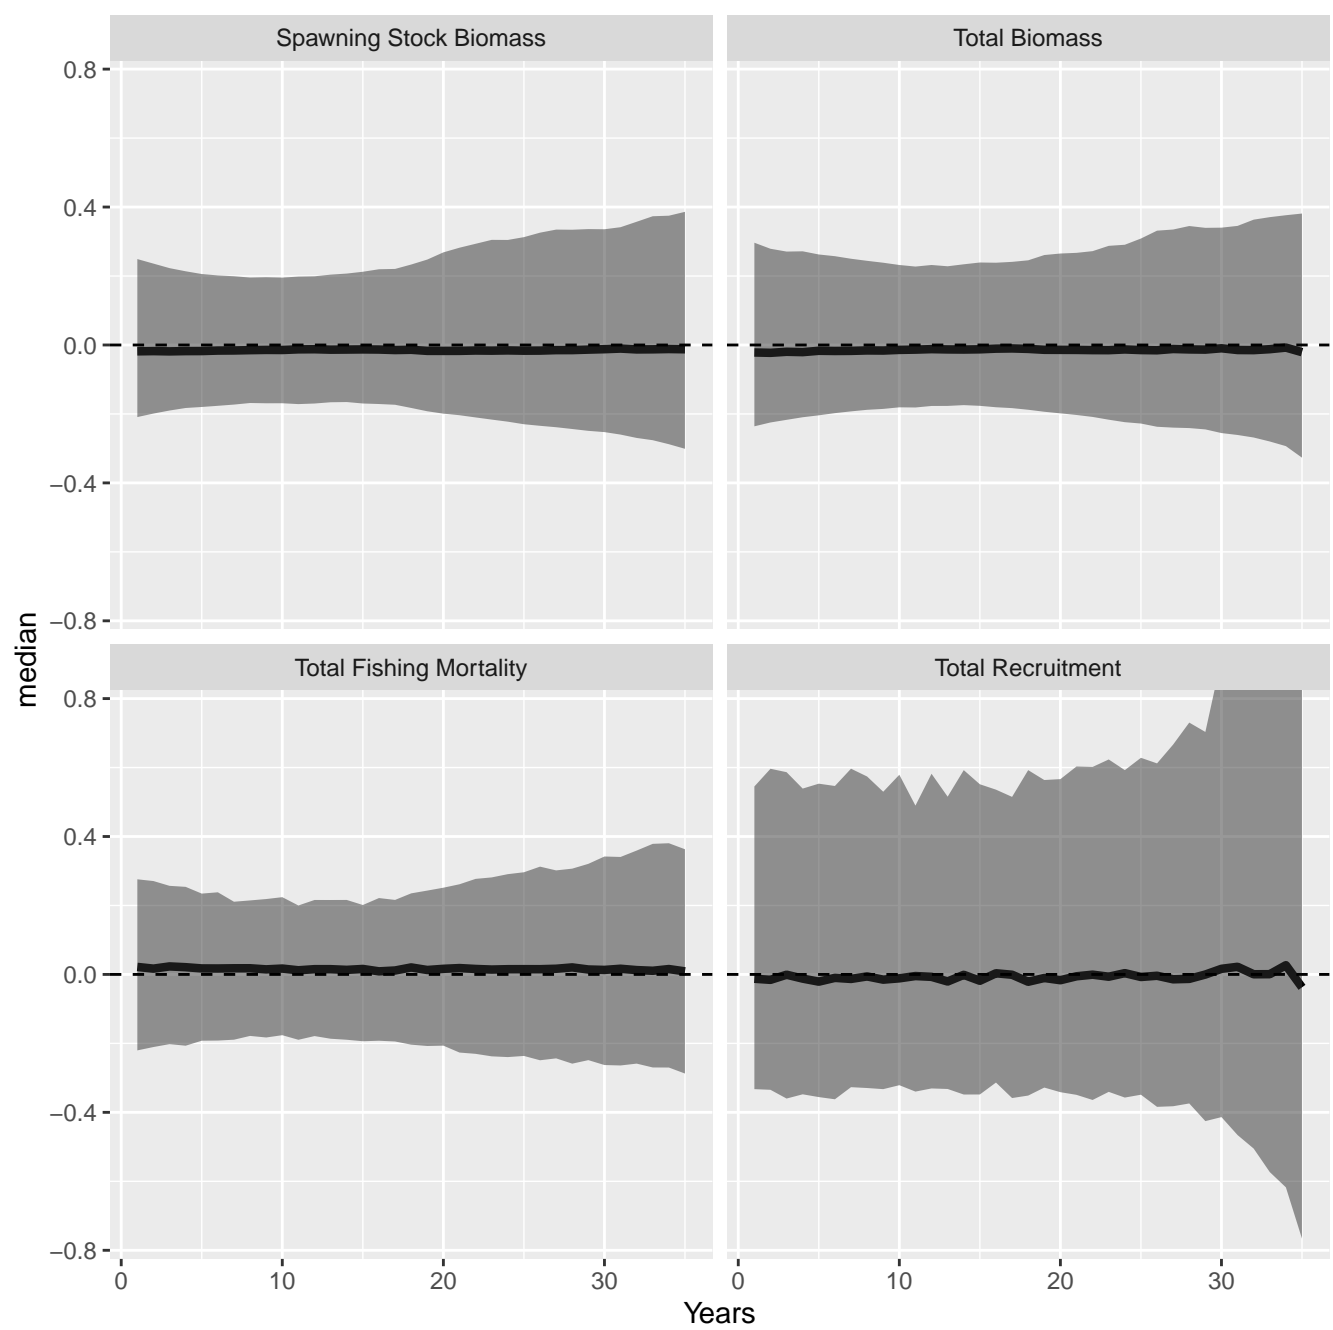 Spawning Stock Biomass
Total Biomass
0.8
0.4
0.0
−0.4
−0.8
median
Total Fishing Mortality
Total Recruitment
0.8
0.4
0.0
−0.4
−0.8
0 10 20 30
0 10 20 30
Years